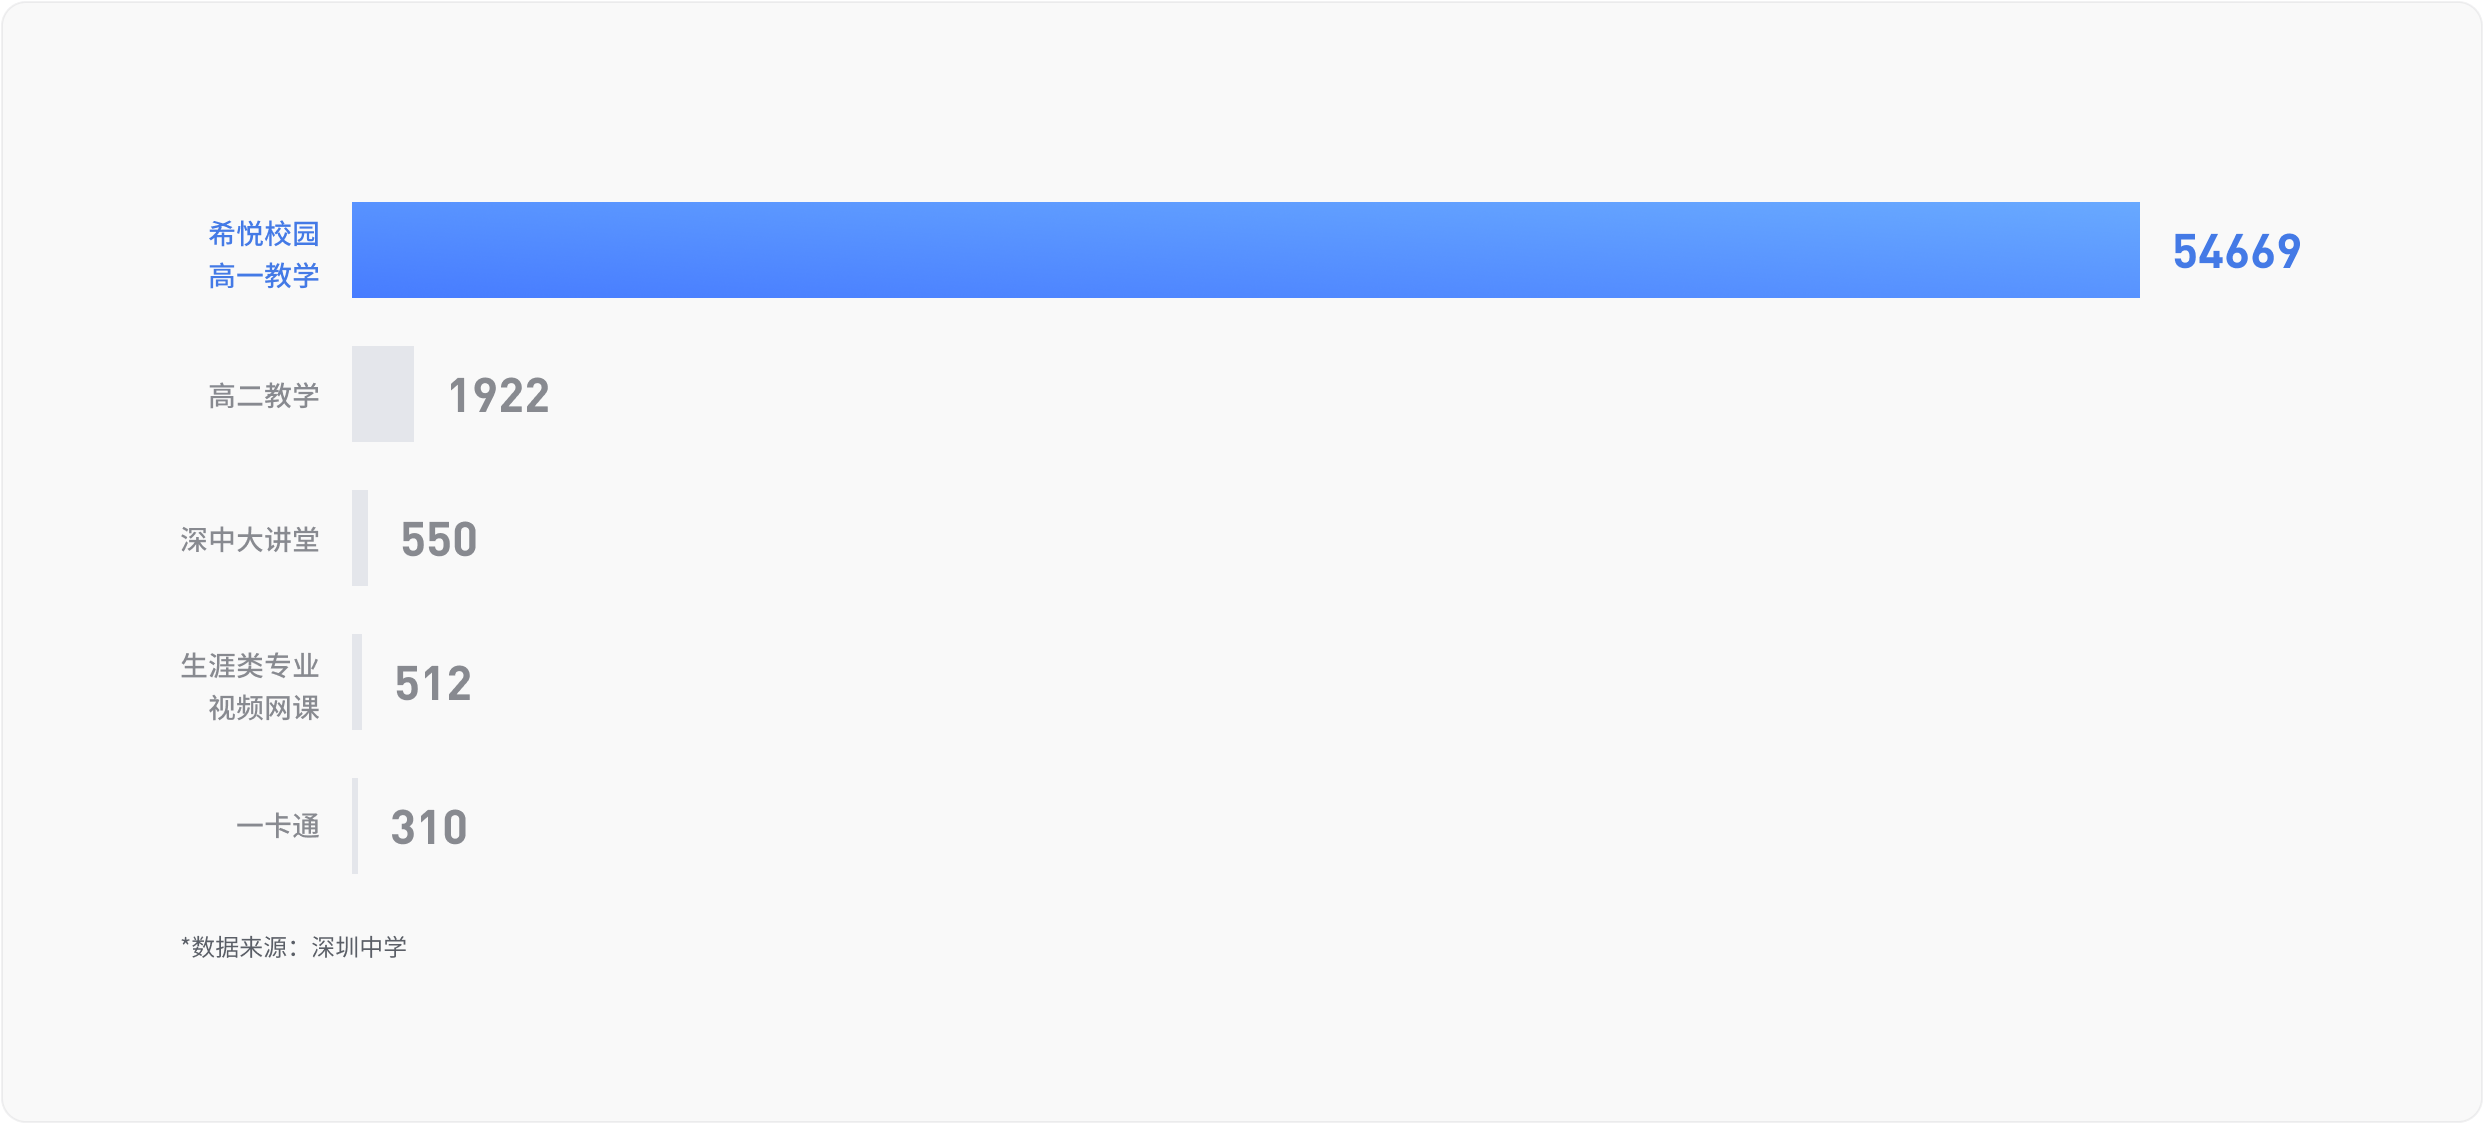 希悦校园
高一教学
54669
高二教学
1922
深中大讲堂
550
生涯类专业
视频网课
512
一卡通
310
*数据来源：深圳中学